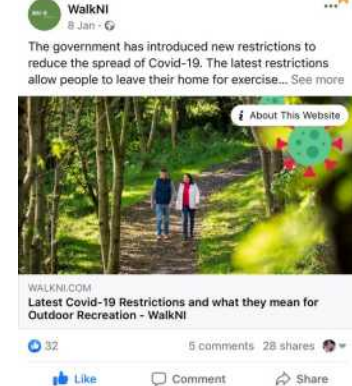 WalkNI
8 Jan ·
The government has introduced new restrictions to
reduce the spread of Covid-19. The latest restrictions
allow people to leave their home for exercise... See more
i About This Website
WALKNI.COM
Latest Covid-19 Restrictions and what they mean for
Outdoor Recreation - WalkNI
32 5 comments 28 shares
Like Comment Share